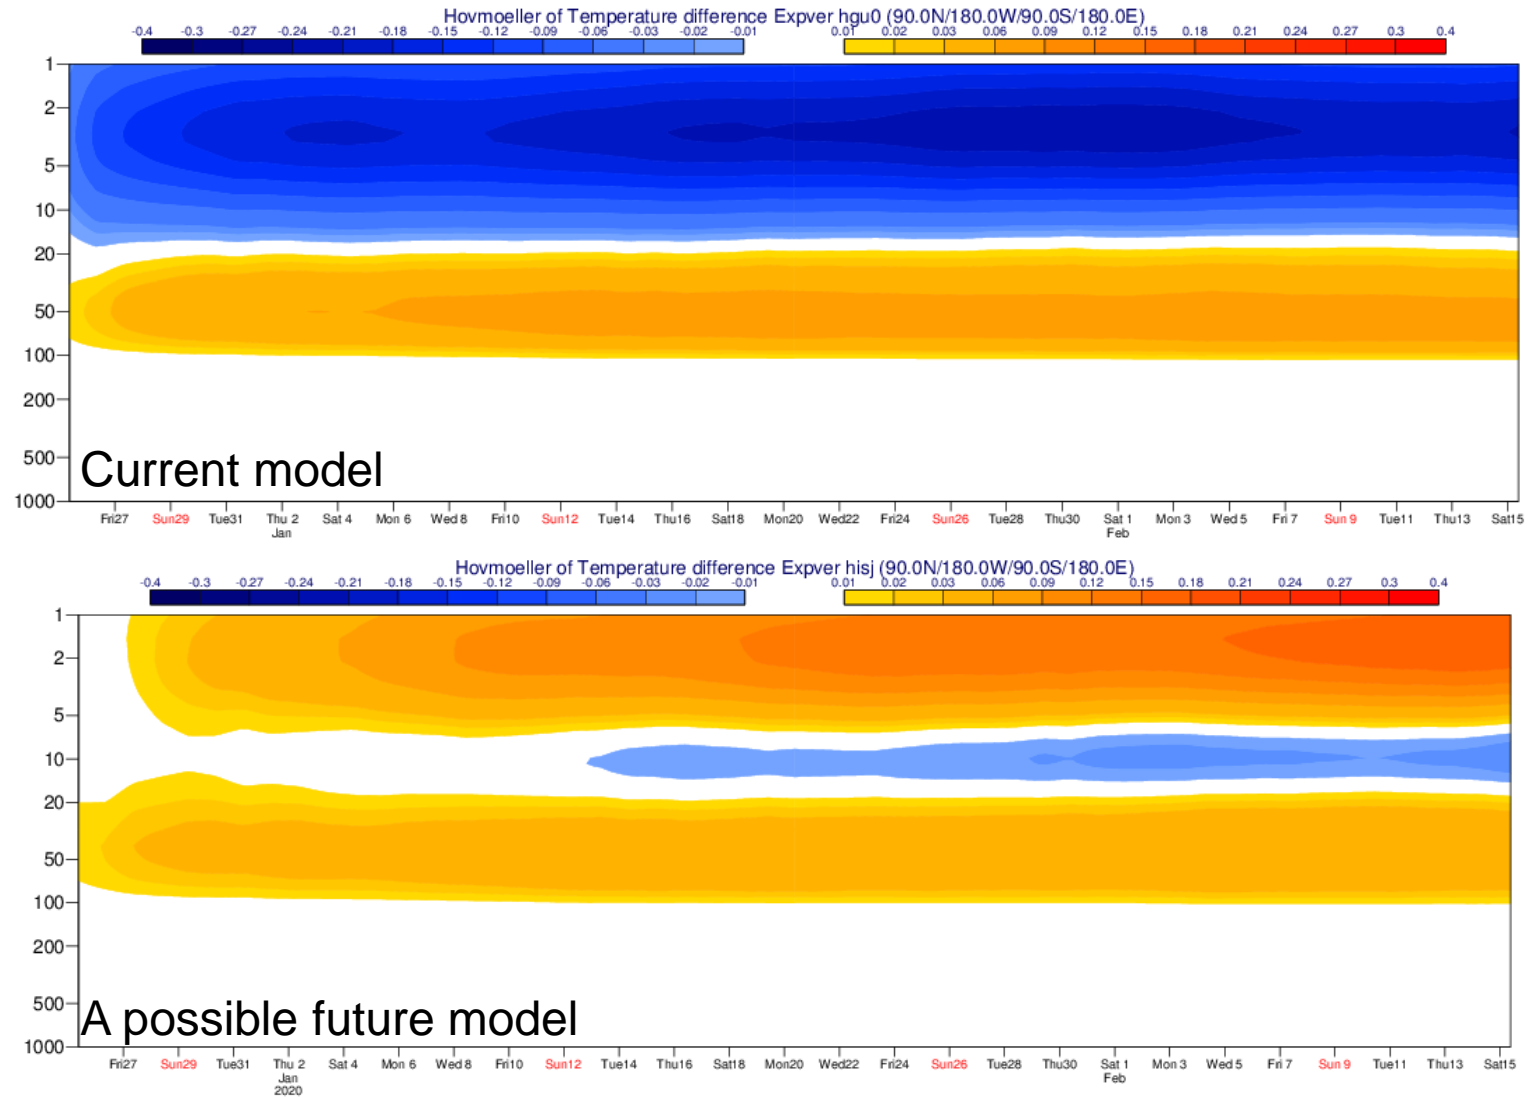 Hovmoeller of Temperature difference Expver hgu0 (90.0N/180.0W/90.0S/180.0E)
-0.4 -0.3 -0.27 -0.24 -0.21 -0.18 -0.15 -0.12 -0.09 -0.06 -0.03 -0.02 -0.01 0.01 0.02 0.03 0.06 0.09 0.12 0.15 0.18 0.21 0.24 0.27 0.3 0.4
1
2
5
10
20
50
100
200
500
Current model
1000
Fri27 Sun29 Tue31 Thu 2 Sat 4 Mon 6 Wed 8 Fri10 Sun12 Tue14 Thu16 Sat18 Mon20 Wed22 Fri24 Sun26 Tue28 Thu30 Sat 1 Mon 3 Wed 5 Fri 7 Sun 9 Tue11 Thu13 Sat15
Jan Feb
Hovmoeller of Temperature difference Expver hisj (90.0N/180.0W/90.0S/180.0E)
-0.4 -0.3 -0.27 -0.24 -0.21 -0.18 -0.15 -0.12 -0.09 -0.06 -0.03 -0.02 -0.01 0.01 0.02 0.03 0.06 0.09 0.12 0.15 0.18 0.21 0.24 0.27 0.3 0.4
1
2
5
10
20
50
100
200
500
A possible future model
1000
Fri27 Sun29 Tue31 Thu 2 Sat 4 Mon 6 Wed 8 Fri10 Sun12 Tue14 Thu16 Sat18 Mon20 Wed22 Fri24 Sun26 Tue28 Thu30 Sat 1 Mon 3 Wed 5 Fri 7 Sun 9 Tue11 Thu13 Sat15
Jan Feb
2020